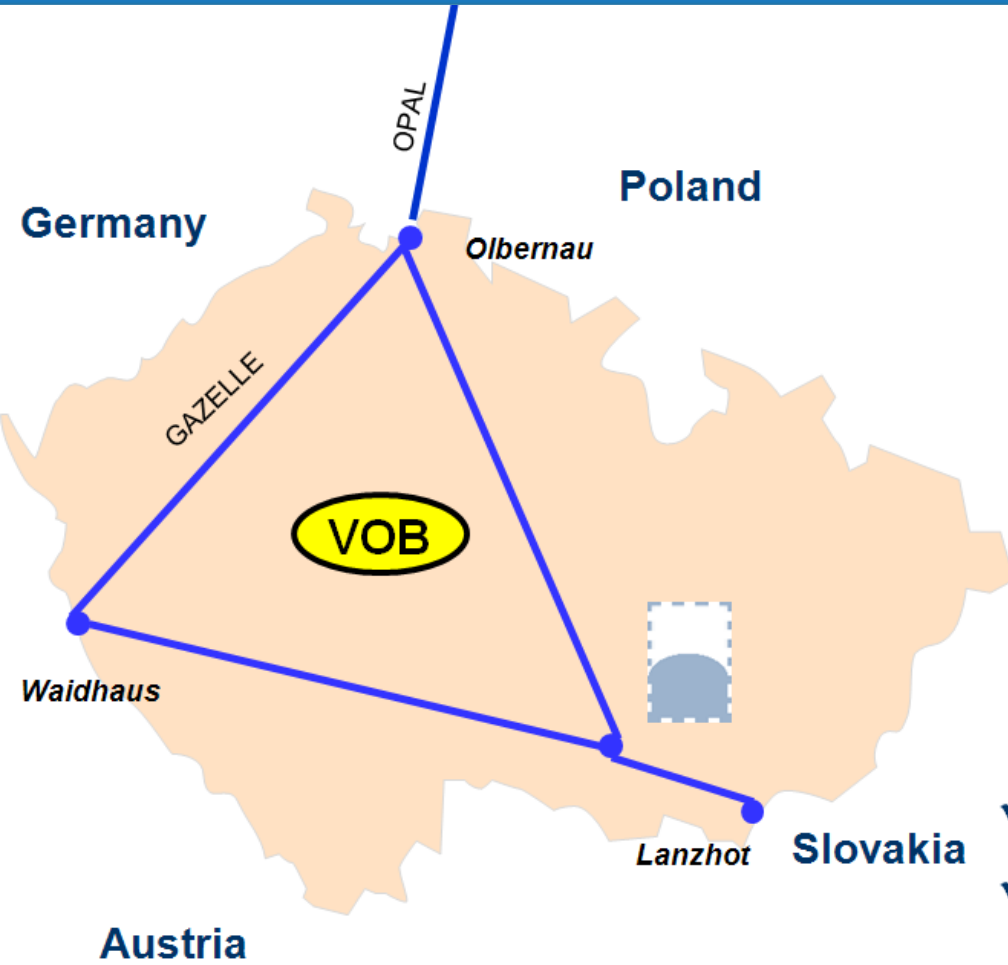 OPAL
Poland
Germany
Olbernau
GAZELLE
VOB
Waidhaus
Lanzhot
Slovakia
Austria